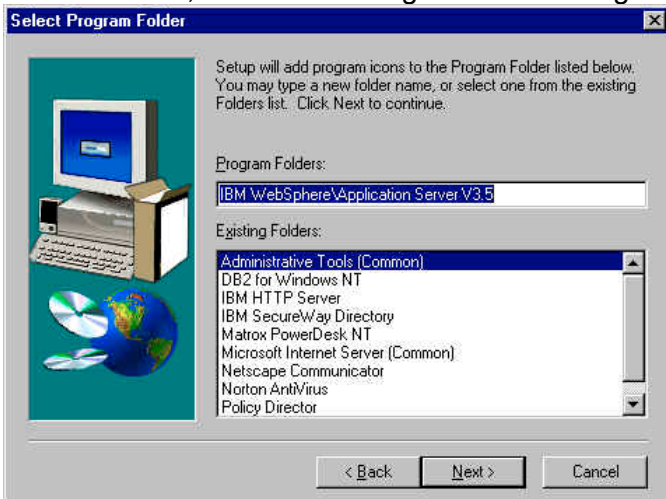 Select Program Folder
Setup will add program icons to the Program Folder listed below.
You may type a new folder name, or select one from the existing
Folders list. Click Next to continue.
Program Folders:
IBM WebSphere\Application Server V3.5
Existing Folders:
Administrative Tools (Common)
DB2 for Windows NT
IBM HTTP Server
IBM SecureWay Directory
Matrox PowerDesk NT
Microsoft Internet Server (Common)
Netscape Communicator
Norton AntiVirus
Policy Director
< Back
Next >
Cancel